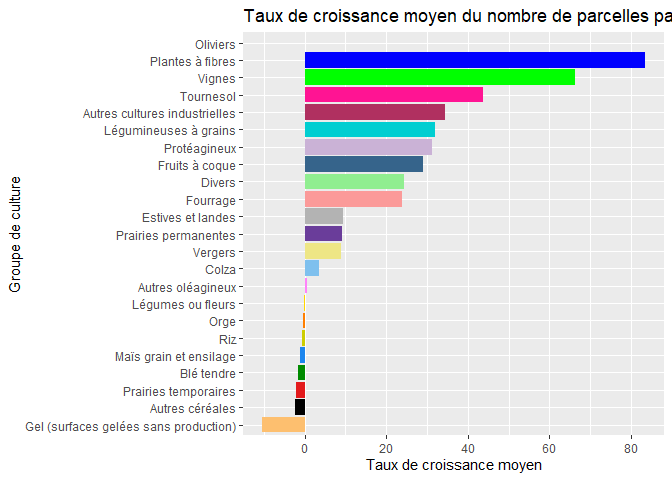 Taux de croissance moyen du nombre de parcelles pa
Groupe de culture
Oliviers
Plantes à fibres
Vignes
Tournesol
Autres cultures industrielles
Légumineuses à grains
Protéagineux
Fruits à coque
Divers
Fourrage
Estives et landes
Prairies permanentes
Vergers
Colza
Autres oléagineux
Légumes ou fleurs
Orge
Riz
Maïs grain et ensilage
Blé tendre
Prairies temporaires
Autres céréales
Gel (surfaces gelées sans production)
0 20 40 60 80
Taux de croissance moyen